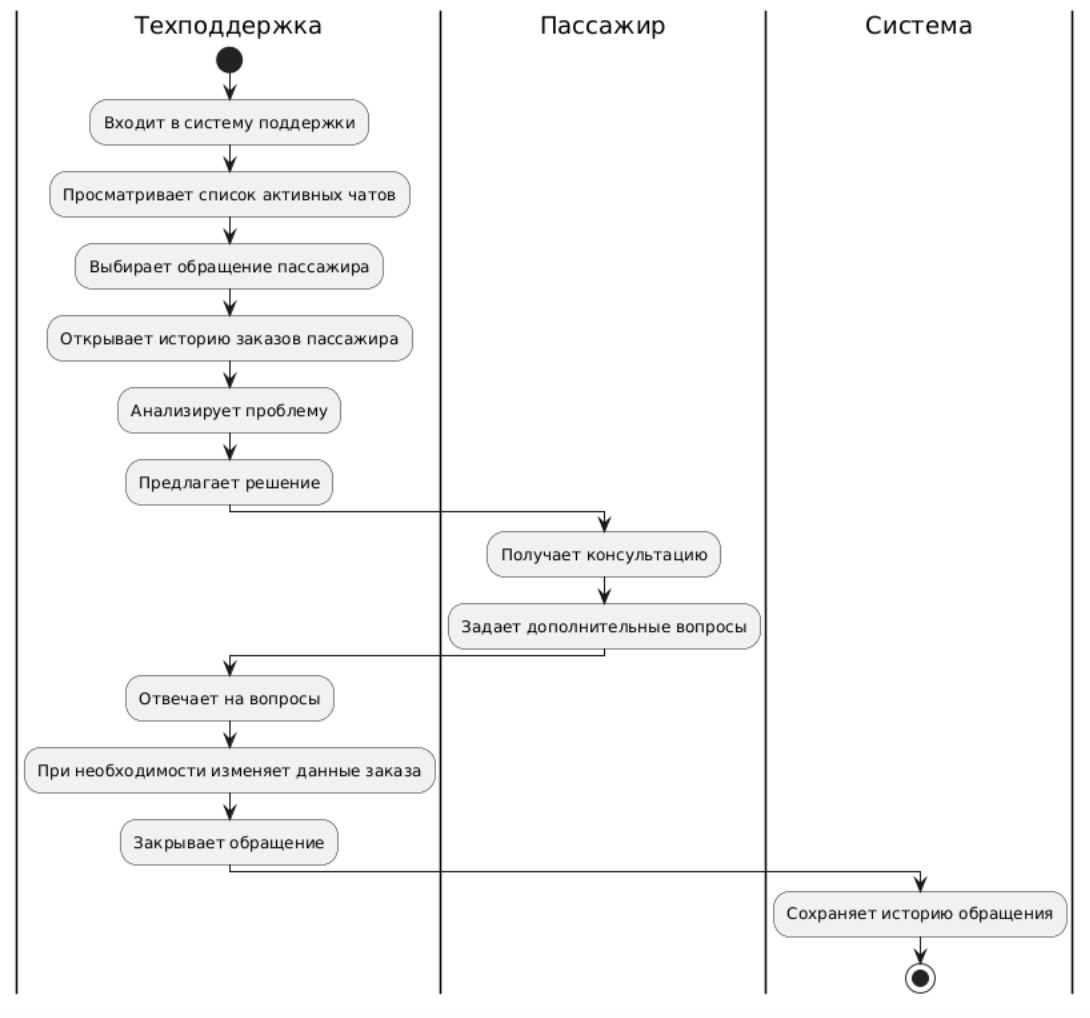 Техподдержка
Пассажир
Система
Входит в систему поддержки
Просматривает список активных чатов
Выбирает обращение пассажира
Открывает историю заказов пассажира
Анализирует проблему
Предлагает решение
Получает консультацию
Задает дополнительные вопросы
Отвечает на вопросы
При необходимости изменяет данные заказа
Закрывает обращение
Сохраняет историю обращения